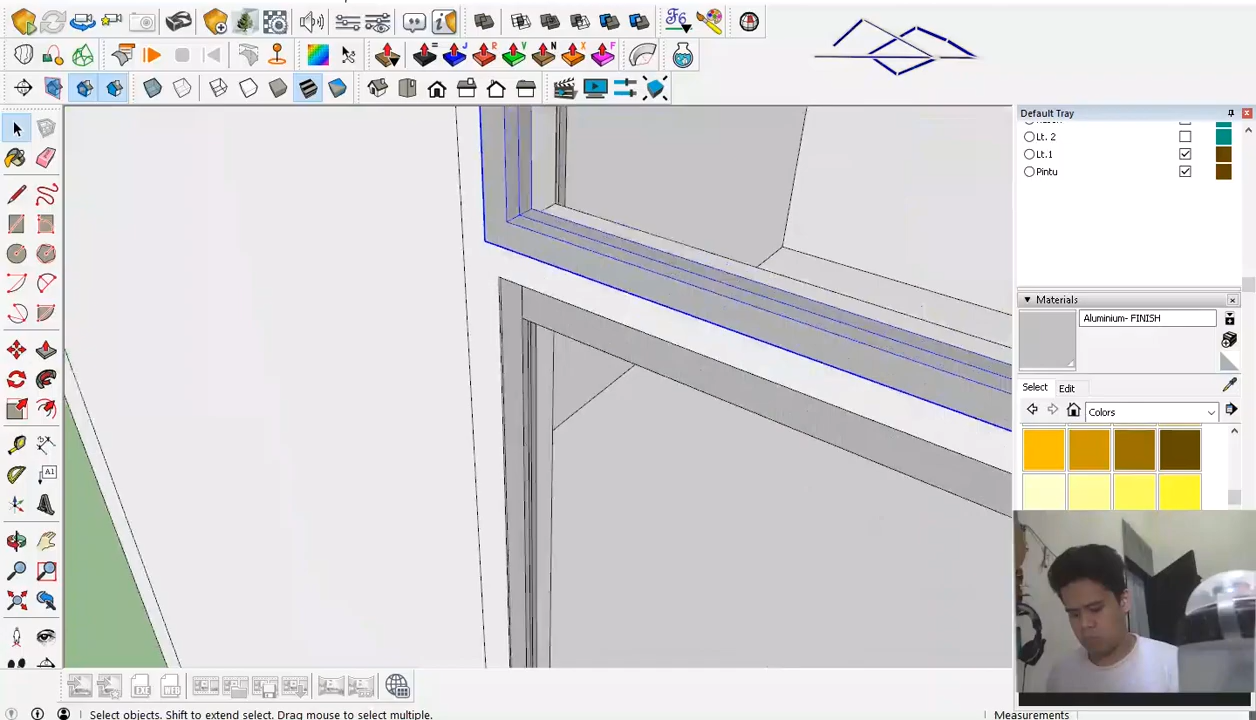 Default Tray
Lt. 2
Lt.1
Pintu
Materials
Aluminium- FINISH
Select
Edit
Colors
A1
Select objects. Shift to extend select. Drag mouse to select multiple.
Measurements